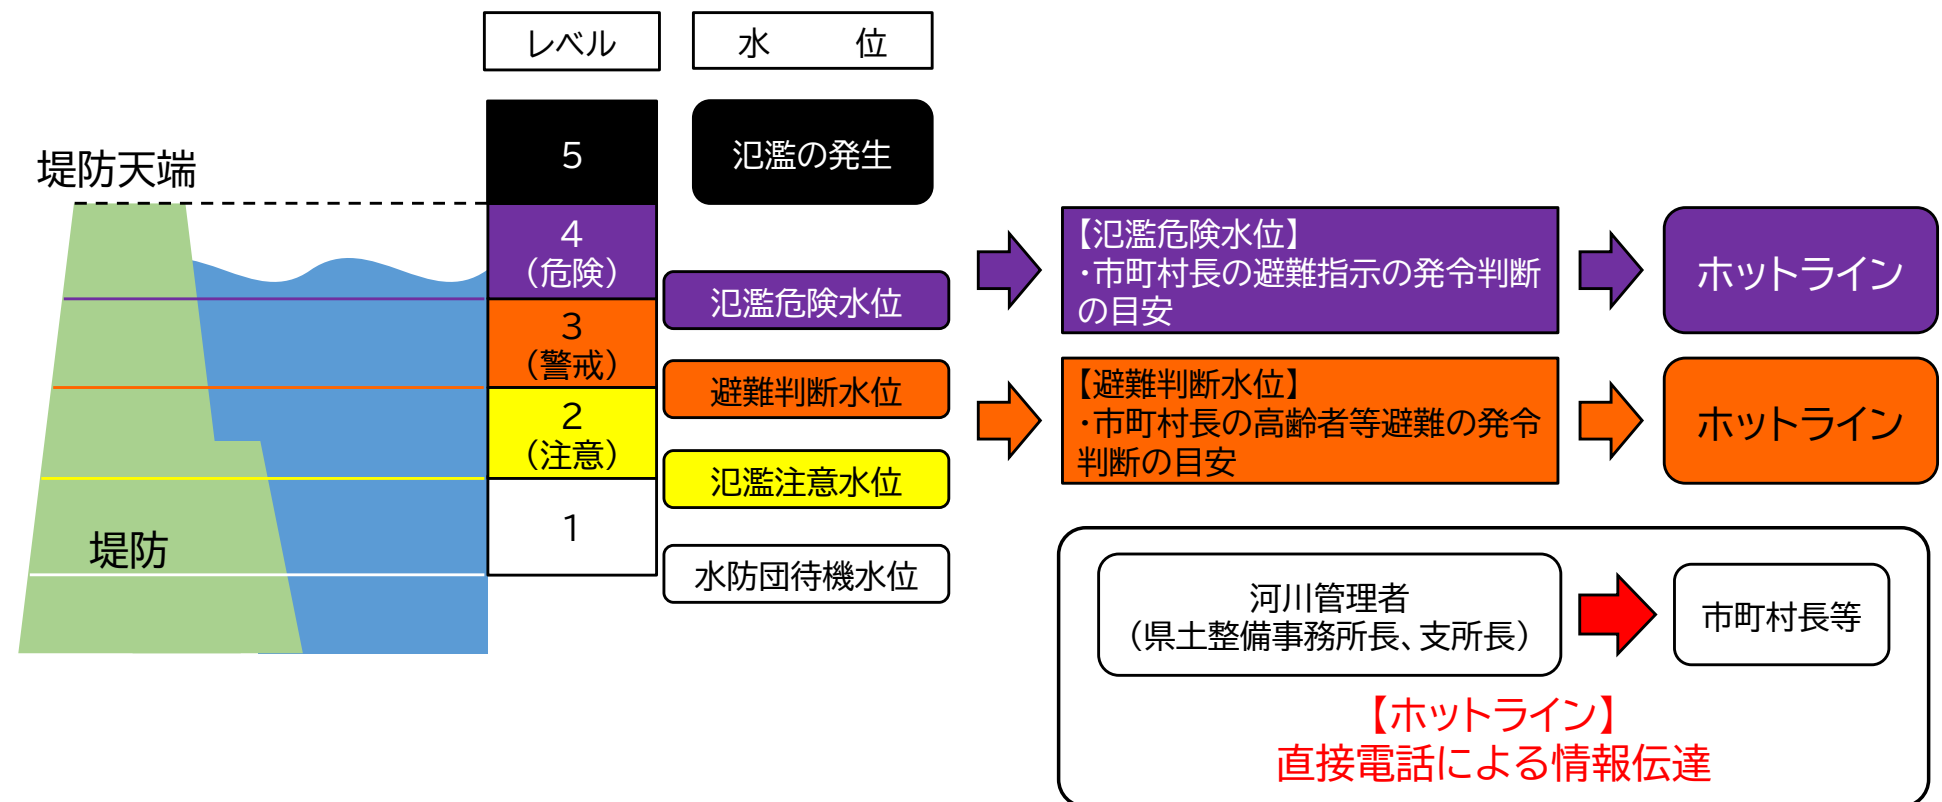 レベル
水　　位
堤防天端
5
氾濫の発生
4
（危険）
氾濫危険水位
3
（警戒）
避難判断水位
2
（注意）
氾濫注意水位
1
水防団待機水位
堤防
【氾濫危険水位】
・市町村長の避難指示の発令判断
の目安
ホットライン
【避難判断水位】
・市町村長の高齢者等避難の発令
判断の目安
ホットライン
河川管理者
（県土整備事務所長、支所長）
市町村長等
【ホットライン】
直接電話による情報伝達